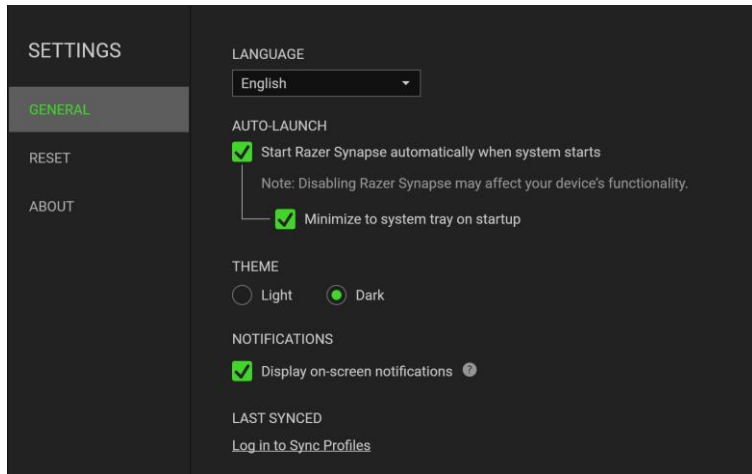 SETTINGS
GENERAL
RESET
ABOUT
LANGUAGE
English
AUTO-LAUNCH
Start Razer Synapse automatically when system starts
Note: Disabling Razer Synapse may affect your device's functionality.
Minimize to system tray on startup
THEME
Light Dark
NOTIFICATIONS
Display on-screen notifications ?
LAST SYNCED
Log in to Sync Profiles